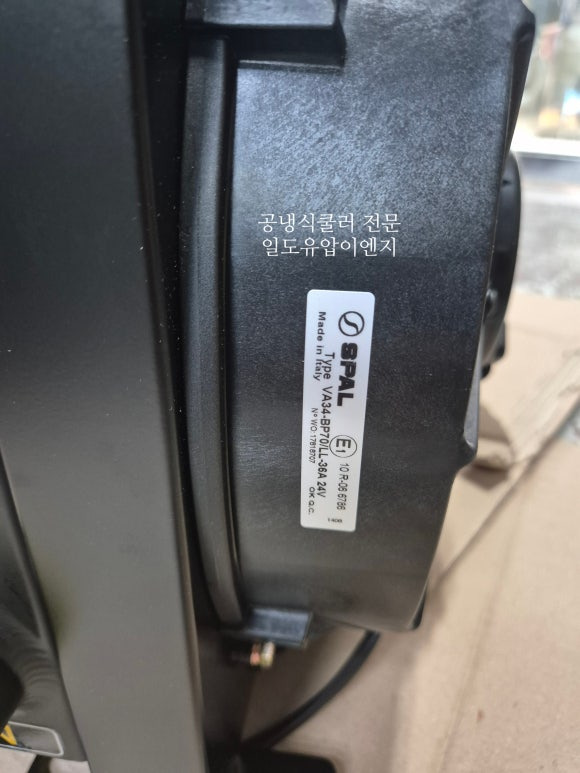 공냉식쿨러 전문
일도유압이엔지
SPAL
Made in Italy
Type VA34-BP70/LL-36A 24V
N° WO 17818707
E1
10 R-06 6786
OK Q.C.
1406